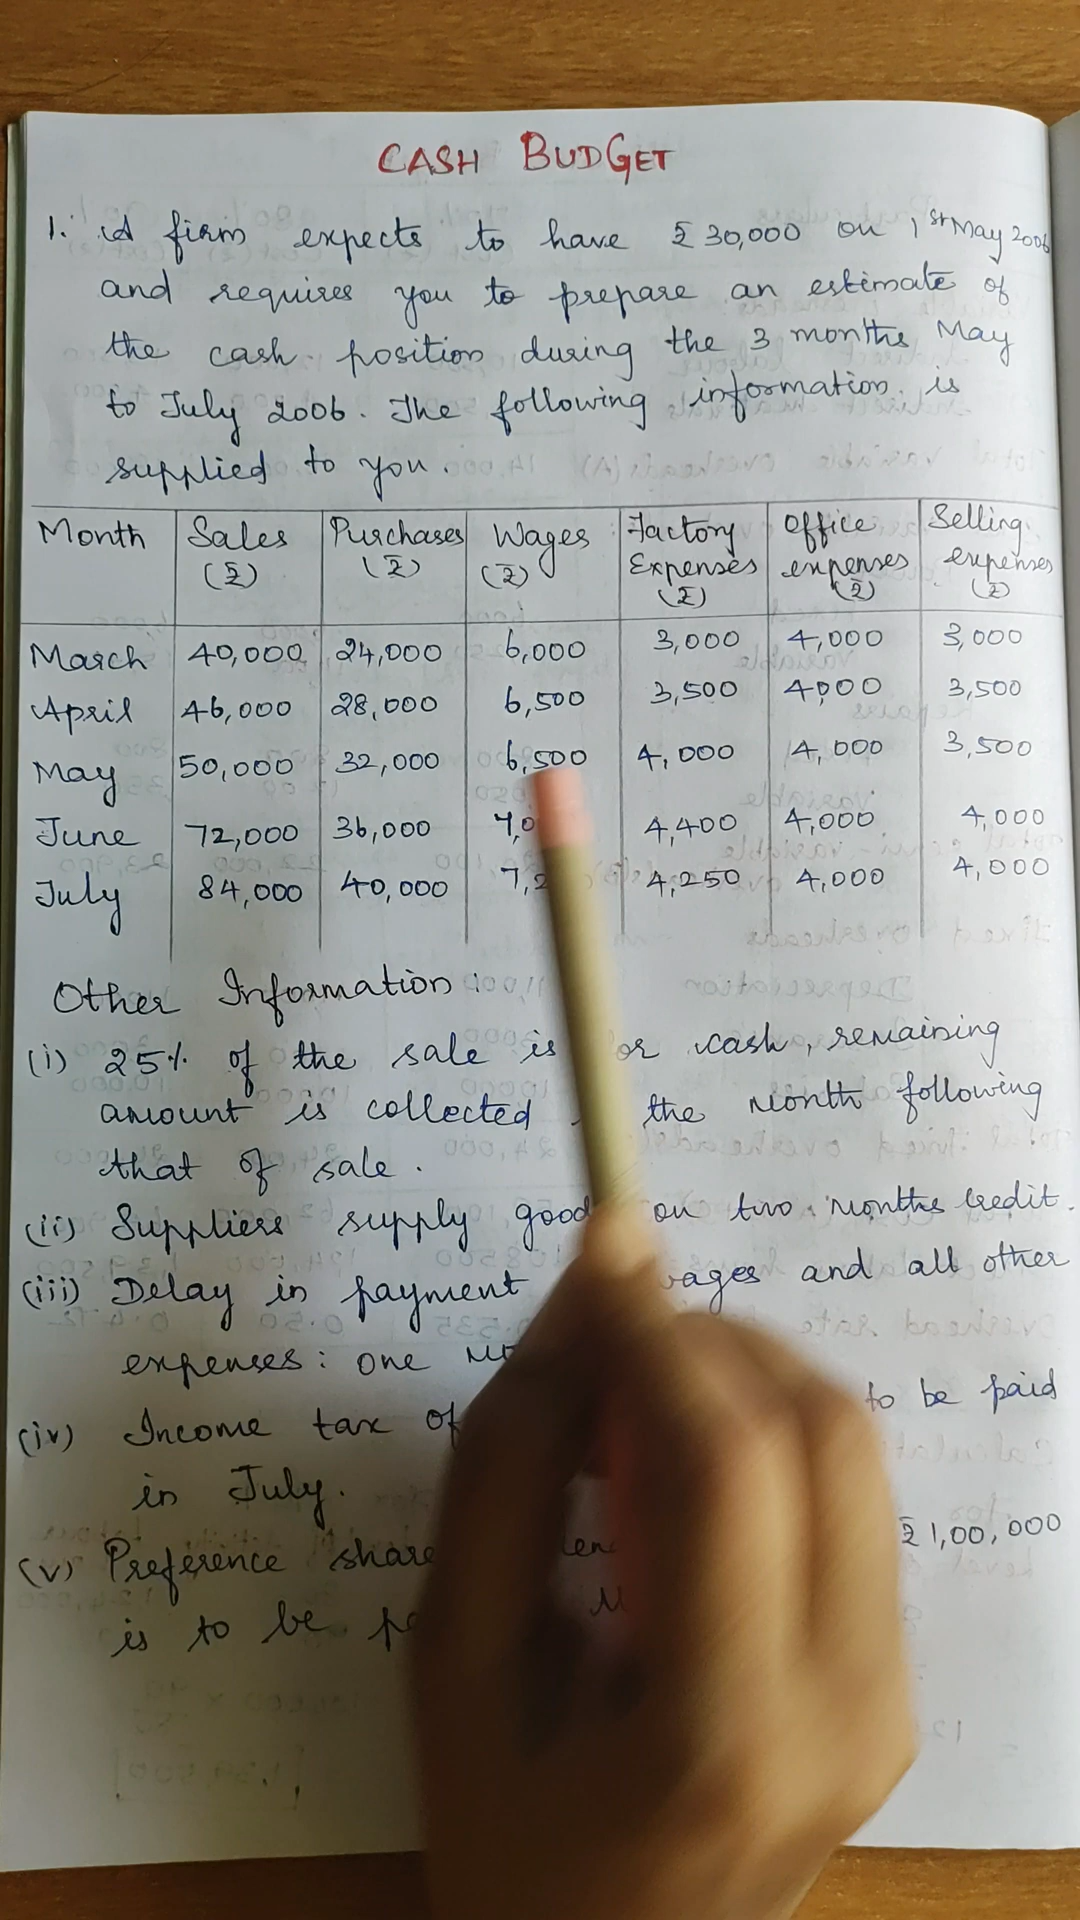 CASH BUDGET
1. A firm expects to have ₹ 30,000 on 1st May 2006
and requires you to prepare an estimate of
the cash position during the 3 months May
to July 2006. The following information is
supplied to you.
Month Sales (₹) Purchases (₹) Wages (₹) Factory Expenses (₹) Office expenses (₹) Selling expenses (₹)
March 40,000 24,000 6,000 3,000 4,000 3,000
April 46,000 28,000 6,500 3,500 4,000 3,500
May 50,000 32,000 6,500 4,000 4,000 3,500
June 72,000 36,000 4,400 4,000 4,000
July 84,000 40,000 4,250 4,000 4,000
Other Information:
(i) 25% of the sale is cash, remaining
amount is collected the month following
that of sale.
(ii) Suppliers supply good on two months credit.
(iii) Delay in payment and all other
expenses: one
(iv) Income tax of to be paid
in July.
(v) Preference share ₹ 1,00,000
is to be